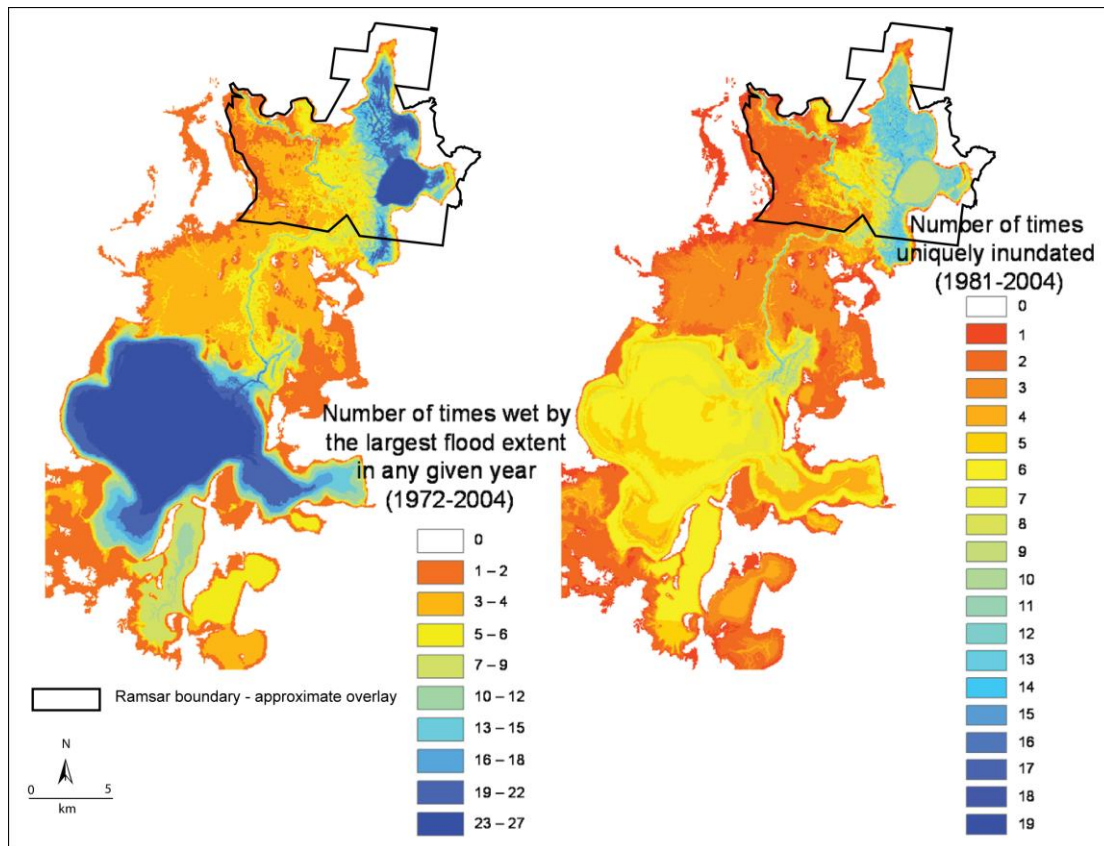 Number of times wet by
the largest flood extent
in any given year
(1972-2004)
0
1 – 2
3 – 4
5 – 6
7 – 9
10 – 12
13 – 15
16 – 18
19 – 22
23 – 27
Ramsar boundary - approximate overlay
N
0 5
km
Number of times
uniquely inundated
(1981-2004)
0
1
2
3
4
5
6
7
8
9
10
11
12
13
14
15
16
17
18
19